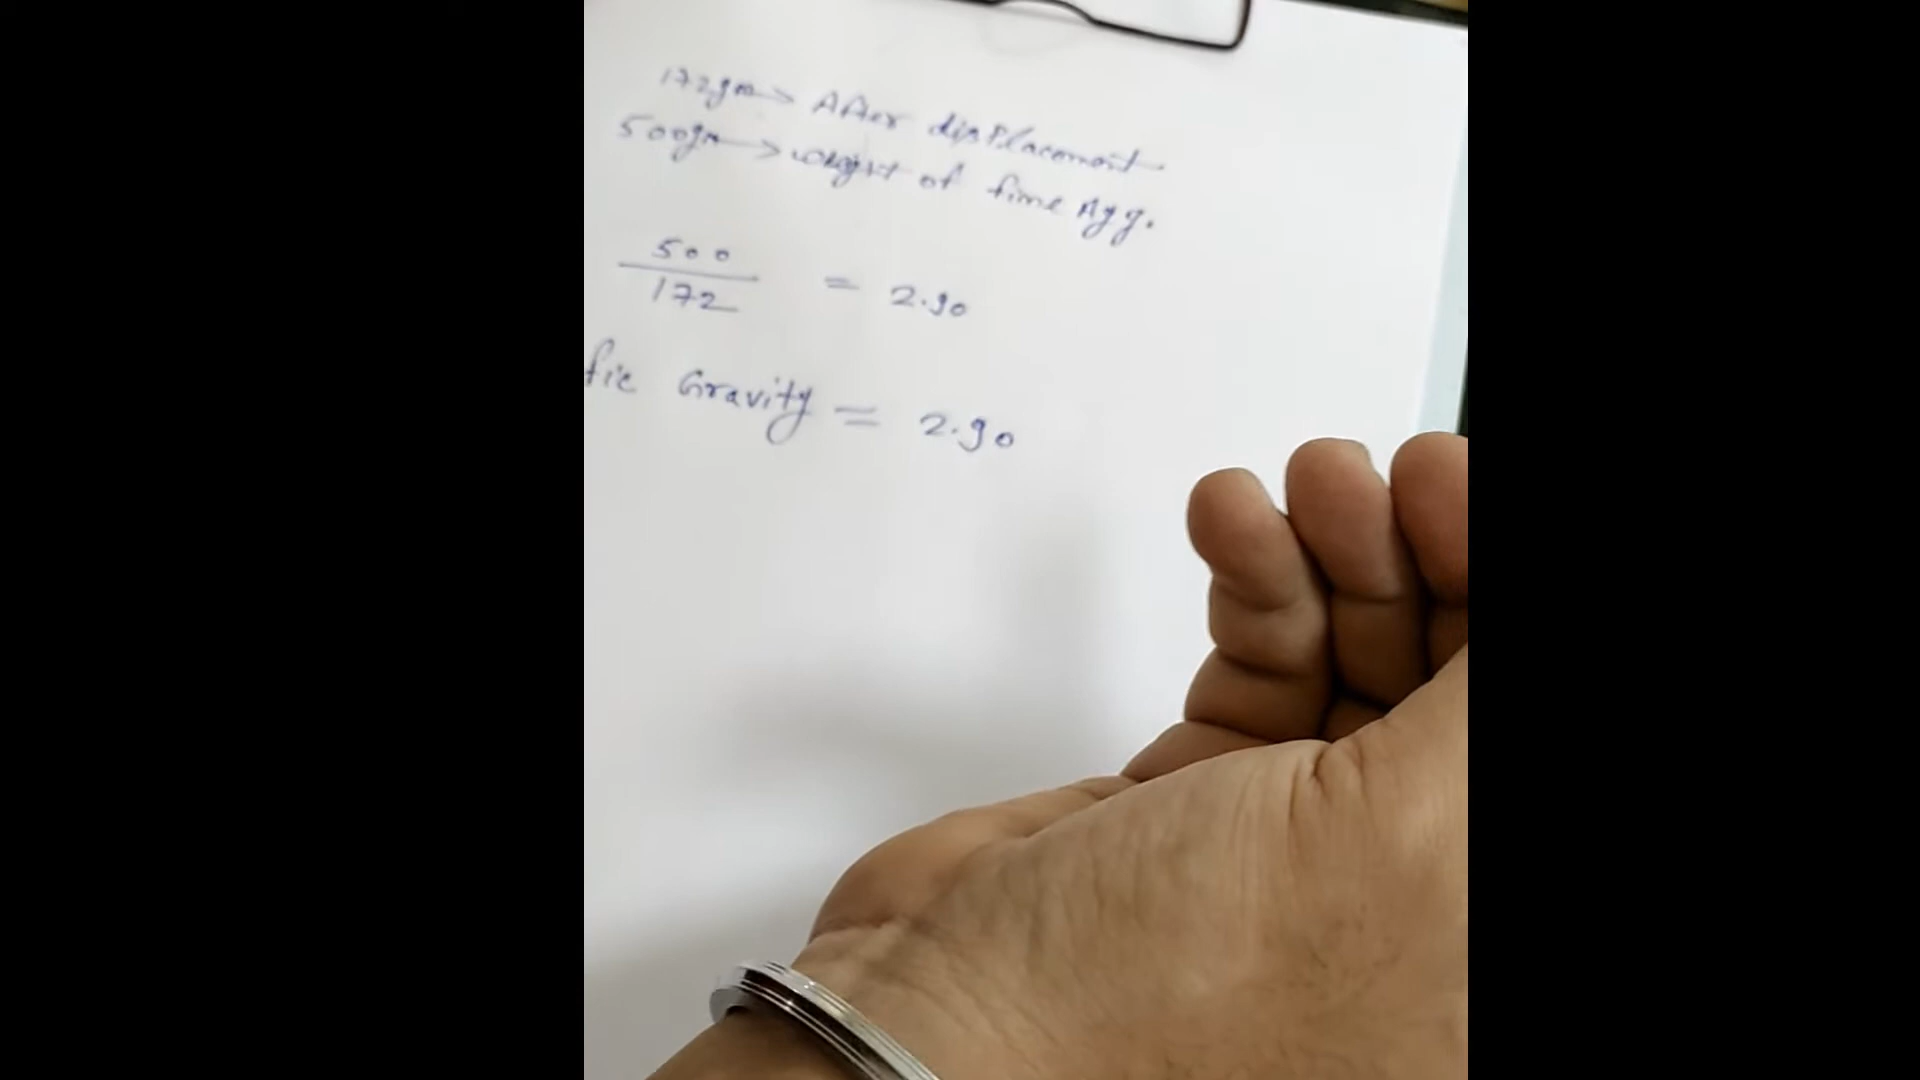 172gm → After displacement
500gm → weight of fine Agg.
500
172
= 2.90
fic Gravity = 2.90